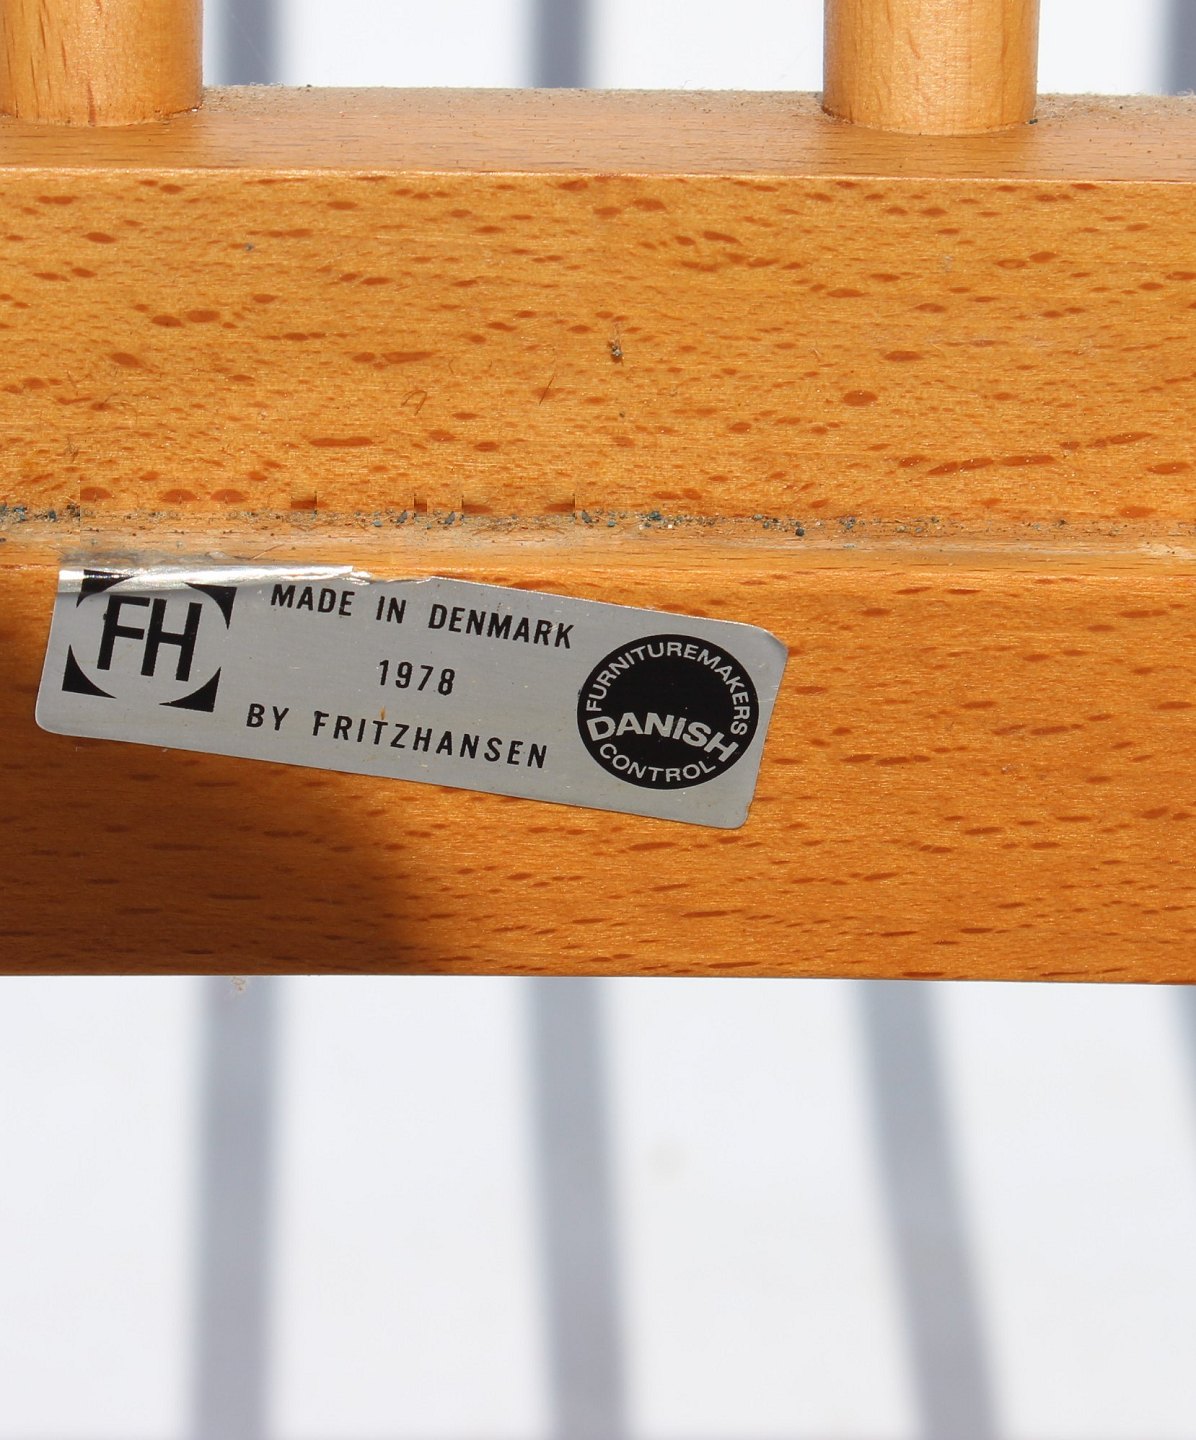 FH
MADE IN DENMARK
1978
BY FRITZHANSEN
FURNITUREMAKERS
DANISH
CONTROL